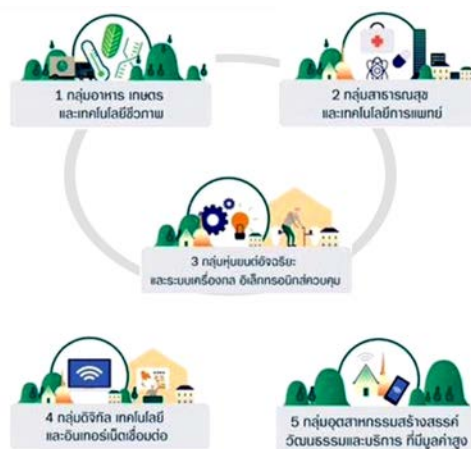 1 กลุ่มอาหาร เกษตร
และเทคโนโลยีชีวภาพ
2 กลุ่มสาธารณสุข
และเทคโนโลยีการแพทย์
3 กลุ่มหุ่นยนต์อัจฉริยะ
และระบบเครื่องกล อิเล็กทรอนิกส์ควบคุม
4 กลุ่มดิจิทัล เทคโนโลยี
และอินเทอร์เน็ตเชื่อมต่อ
5 กลุ่มอุตสาหกรรมสร้างสรรค์
วัฒนธรรมและบริการ ที่มีมูลค่าสูง